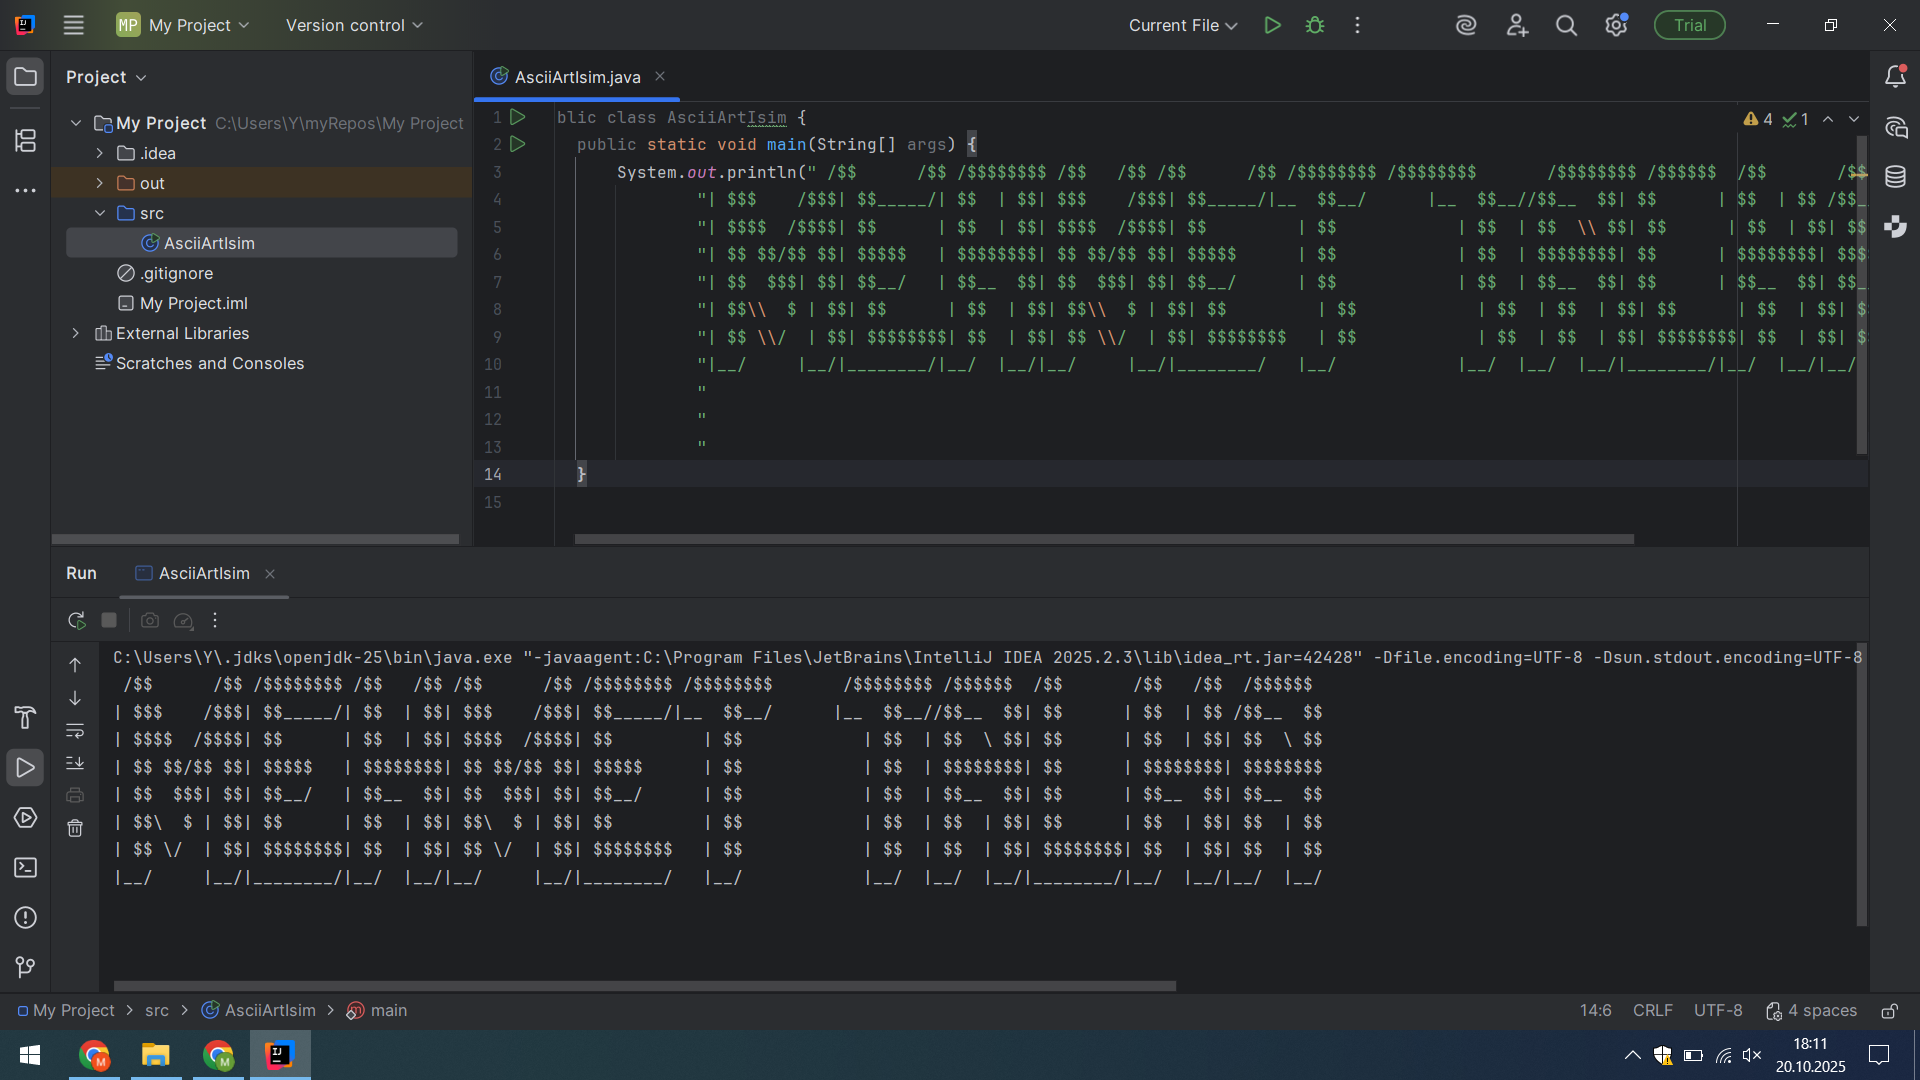 MP My Project Version control Current File Trial
Project
AsciiArtIsim.java
My Project C:\Users\Y\myRepos\My Project
.idea
out
src
AsciiArtIsim
.gitignore
My Project.iml
External Libraries
Scratches and Consoles
4 1
1 blic class AsciiArtIsim {
2 public static void main(String[] args) {
3 System.out.println(" /$$      /$$ /$$$$$$$$ /$$   /$$ /$$      /$$ /$$$$$$$$ /$$$$$$$$       /$$$$$$$$ /$$$$$$  /$$       /$$
4 "| $$$    /$$$| $$_____/| $$  | $$| $$$    /$$$| $$_____/|__  $$__/      |__  $$__//$$__  $$| $$      | $$  | $$ /$$_
5 "| $$$$  /$$$$| $$      | $$  | $$| $$$$  /$$$$| $$         | $$            | $$  | $$  \\ $$| $$      | $$  | $$| $$
6 "| $$ $$/$$ $$| $$$$$   | $$$$$$$$| $$ $$/$$ $$| $$$$$      | $$            | $$  | $$$$$$$$| $$      | $$$$$$$$| $$$
7 "| $$  $$$| $$| $$__/   | $$__  $$| $$  $$$| $$| $$__/      | $$            | $$  | $$__  $$| $$      | $$__  $$| $$_
8 "| $$\\  $ | $$| $$      | $$  | $$| $$\\  $ | $$| $$         | $$            | $$  | $$  | $$| $$      | $$  | $$| $$
9 "| $$ \\/  | $$| $$$$$$$$| $$  | $$| $$ \\/  | $$| $$$$$$$$   | $$            | $$  | $$  | $$| $$$$$$$$| $$  | $$| $
10 "|__/     |__/|________/|__/  |__/|__/     |__/|________/   |__/            |__/  |__/  |__/|________/|__/  |__/|__/
11 "
12 "
13 "
14 }
15
Run AsciiArtIsim
C:\Users\Y\.jdks\openjdk-25\bin\java.exe "-javaagent:C:\Program Files\JetBrains\IntelliJ IDEA 2025.2.3\lib\idea_rt.jar=42428" -Dfile.encoding=UTF-8 -Dsun.stdout.encoding=UTF-8
 /$$      /$$ /$$$$$$$$ /$$   /$$ /$$      /$$ /$$$$$$$$ /$$$$$$$$       /$$$$$$$$ /$$$$$$  /$$       /$$   /$$  /$$$$$$
| $$$    /$$$| $$_____/| $$  | $$| $$$    /$$$| $$_____/|__  $$__/      |__  $$__//$$__  $$| $$      | $$  | $$ /$$__  $$
| $$$$  /$$$$| $$      | $$  | $$| $$$$  /$$$$| $$         | $$            | $$  | $$  \ $$| $$      | $$  | $$| $$  \ $$
| $$ $$/$$ $$| $$$$$   | $$$$$$$$| $$ $$/$$ $$| $$$$$      | $$            | $$  | $$$$$$$$| $$      | $$$$$$$$| $$$$$$$$
| $$  $$$| $$| $$__/   | $$__  $$| $$  $$$| $$| $$__/      | $$            | $$  | $$__  $$| $$      | $$__  $$| $$__  $$
| $$\  $ | $$| $$      | $$  | $$| $$\  $ | $$| $$         | $$            | $$  | $$  | $$| $$      | $$  | $$| $$  | $$
| $$ \/  | $$| $$$$$$$$| $$  | $$| $$ \/  | $$| $$$$$$$$   | $$            | $$  | $$  | $$| $$$$$$$$| $$  | $$| $$  | $$
|__/     |__/|________/|__/  |__/|__/     |__/|________/   |__/            |__/  |__/  |__/|________/|__/  |__/|__/  |__/
My Project > src > AsciiArtIsim > main 14:6 CRLF UTF-8 4 spaces
18:11
20.10.2025